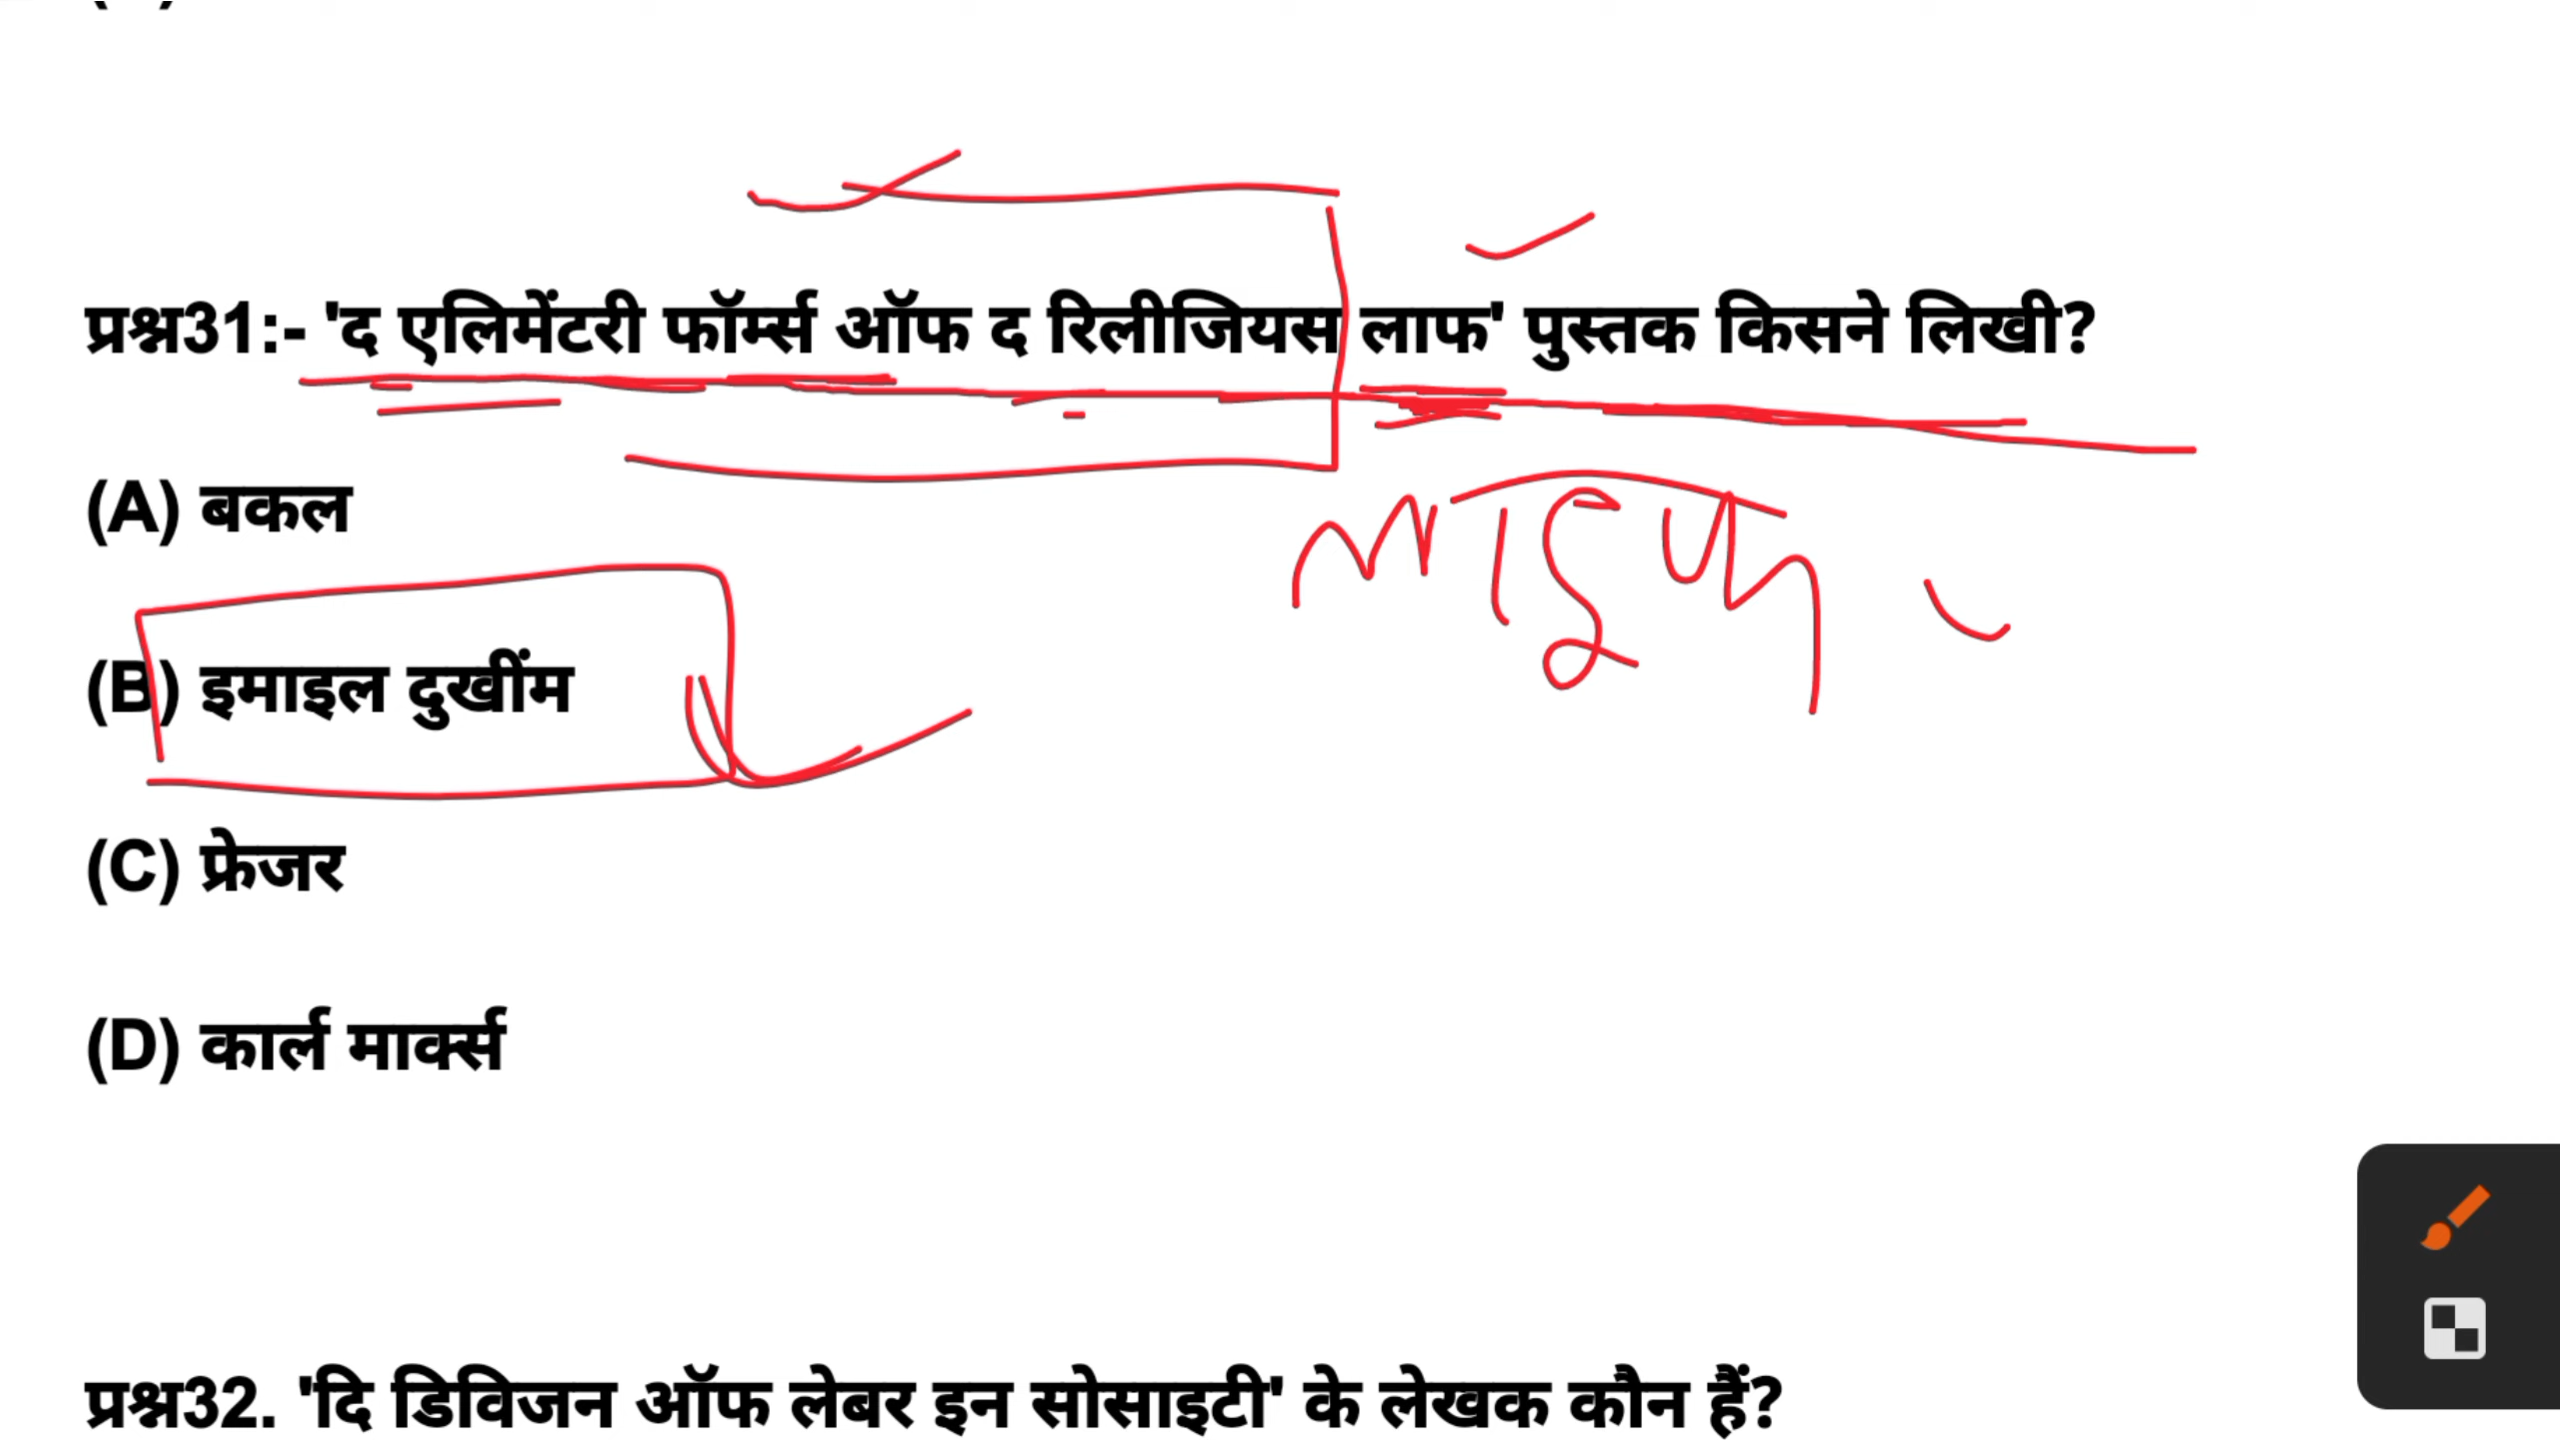 प्रश्न31:- 'द एलिमेंटरी फॉर्म्स ऑफ द रिलीजियस लाफ' पुस्तक किसने लिखी?
(A) बकल
(B) इमाइल दुर्खीम
(C) फ्रेजर
(D) कार्ल मार्क्स
प्रश्न32. 'दि डिविजन ऑफ लेबर इन सोसाइटी' के लेखक कौन हैं?